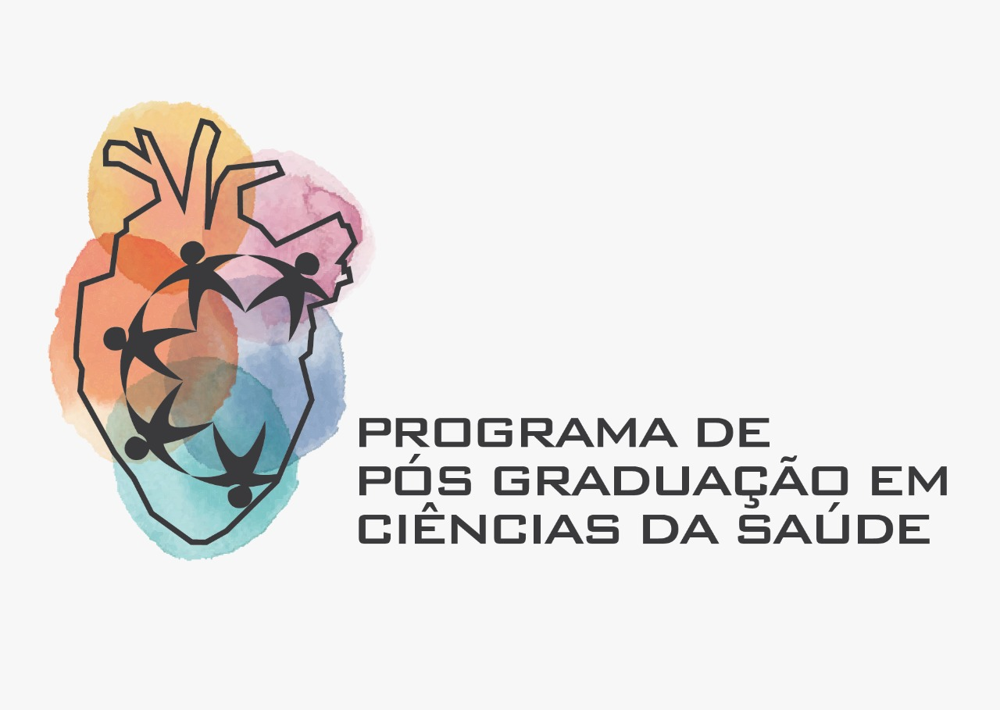 PROGRAMA DE
PÓS GRADUAÇÃO EM
CIÊNCIAS DA SAÚDE